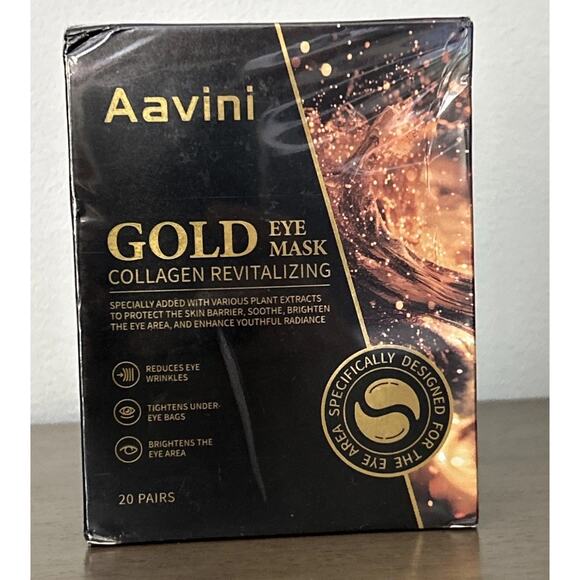 Aavini
GOLD EYE
MASK
COLLAGEN REVITALIZING
SPECIALLY ADDED WITH VARIOUS PLANT EXTRACTS
TO PROTECT THE SKIN BARRIER, SOOTHE, BRIGHTEN
THE EYE AREA, AND ENHANCE YOUTHFUL RADIANCE
REDUCES EYE
WRINKLES
TIGHTENS UNDER-
EYE BAGS
BRIGHTENS THE
EYE AREA
20 PAIRS
SPECIFICALLY DESIGNED FOR THE EYE AREA